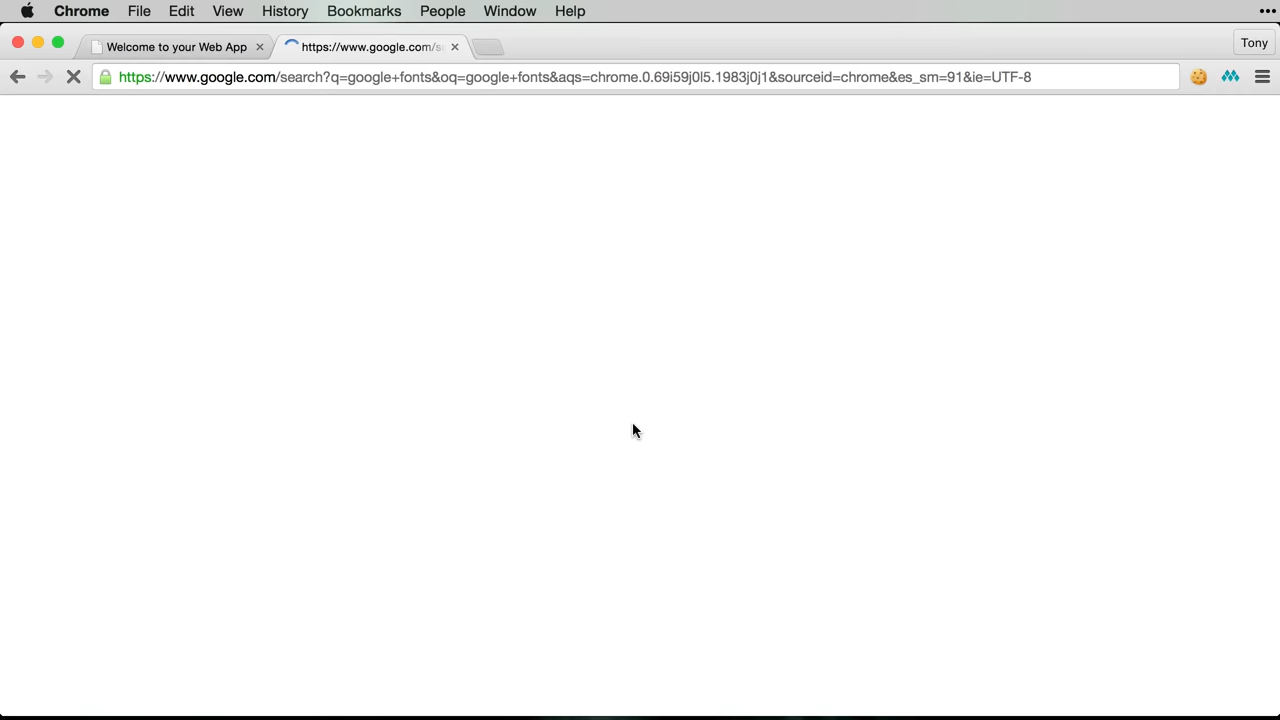 Chrome File Edit View History Bookmarks People Window Help
Welcome to your Web App https://www.google.com/s Tony
https://www.google.com/search?q=google+fonts&oq=google+fonts&aqs=chrome.0.69i59j0l5.1983j0j1&sourceid=chrome&es_sm=91&ie=UTF-8